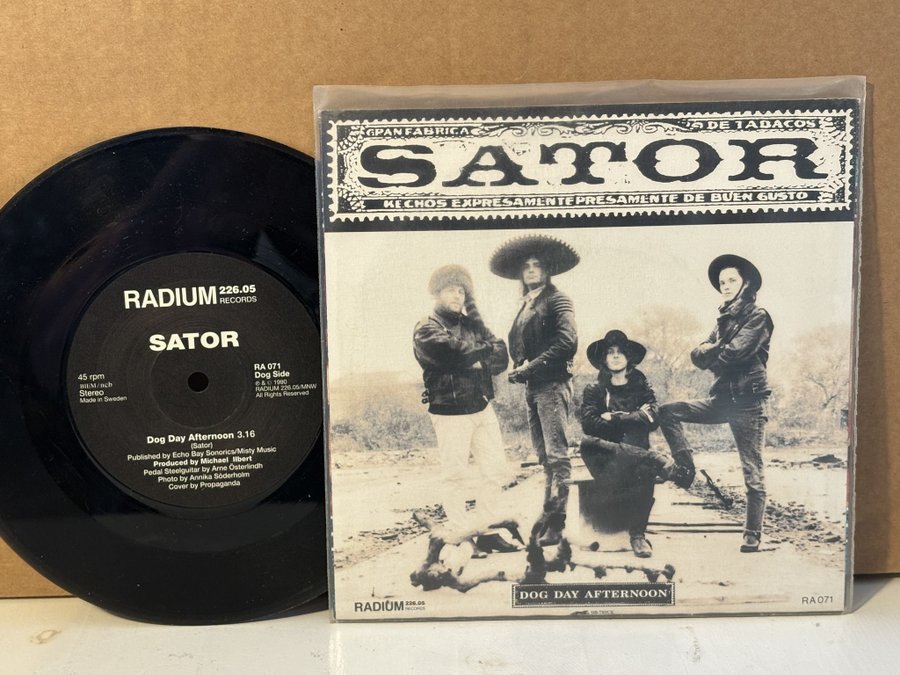 RADIUM 226.05 RECORDS
SATOR
45 rpm
BIEM/ncb
Stereo
Made in Sweden
RA 071
Dog Side
℗ & © 1990
RADIUM 226.05/MNW
All Rights Reserved
Dog Day Afternoon 3.16
(Sator)
Published by Echo Bay Sonorics/Misty Music
Produced by Michael Ilbert
Pedal Steelguitar by Arne Österlindh
Photo by Annika Söderholm
Cover by Propaganda
GRAN FABRICA DE TABACOS
SATOR
HECHOS EXPRESAMENTE PRESAMENTE DE BUEN GUSTO
DOG DAY AFTERNOON
RADIUM 226.05 RECORDS
RA 071